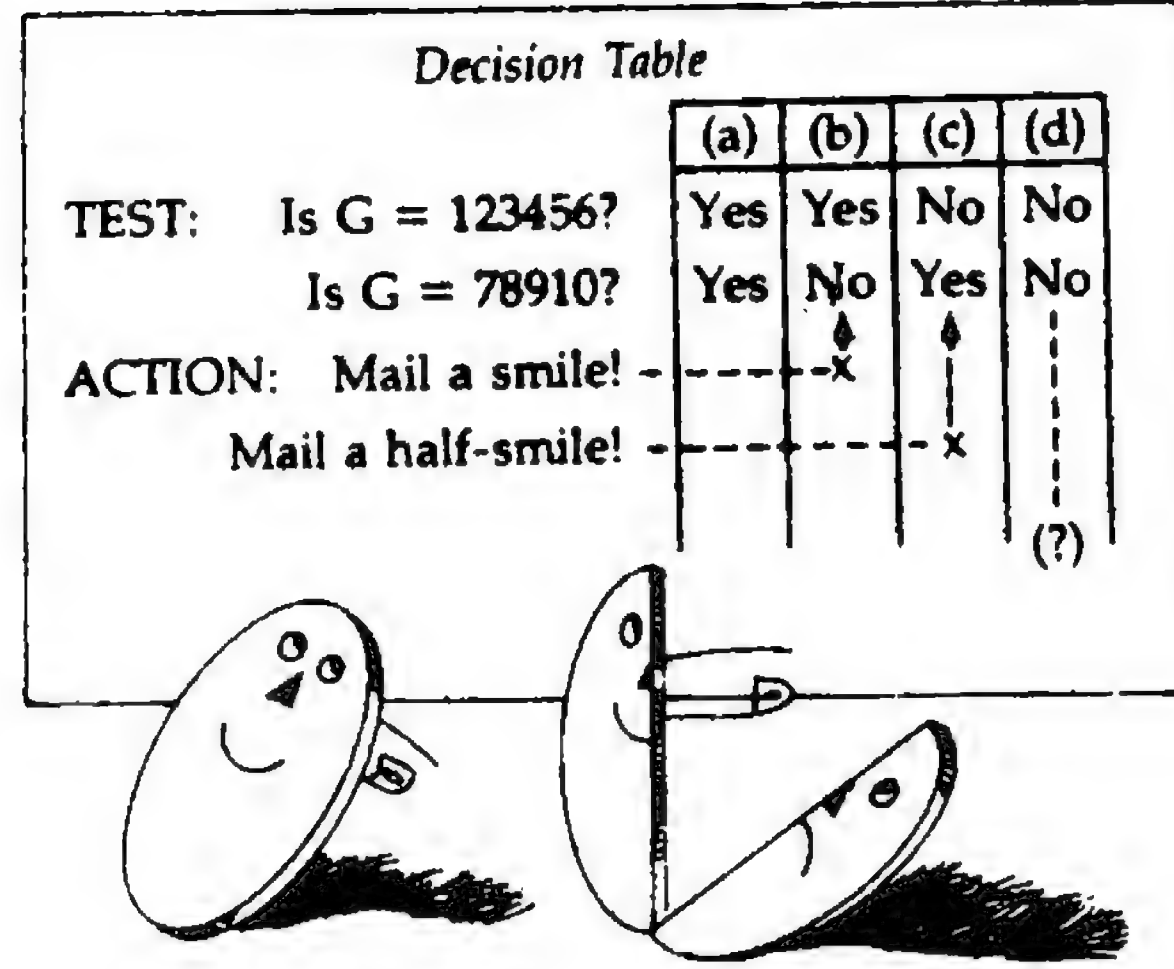 Decision Table
(a) (b) (c) (d)
TEST: Is G = 123456? Yes Yes No No
Is G = 78910? Yes No Yes No
ACTION: Mail a smile! x
Mail a half-smile! x
(?)